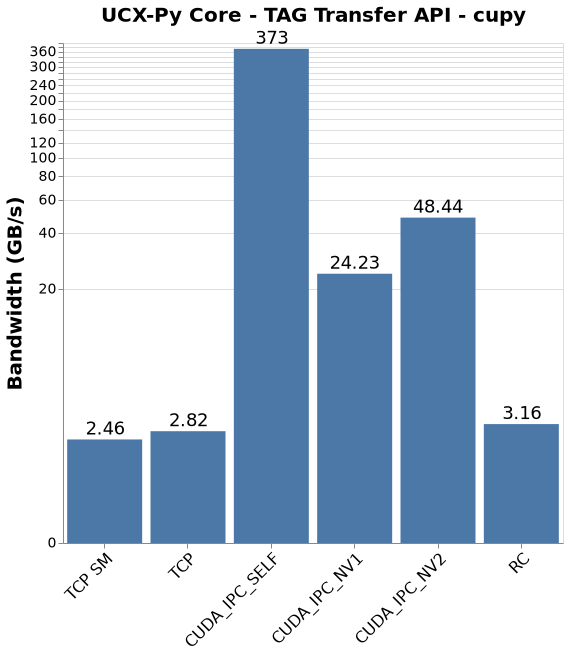 UCX-Py Core - TAG Transfer API - cupy
Bandwidth (GB/s)
360
300
240
200
160
120
100
80
60
40
20
0
2.46
2.82
373
24.23
48.44
3.16
TCP SM
TCP
CUDA_IPC_SELF
CUDA_IPC_NV1
CUDA_IPC_NV2
RC